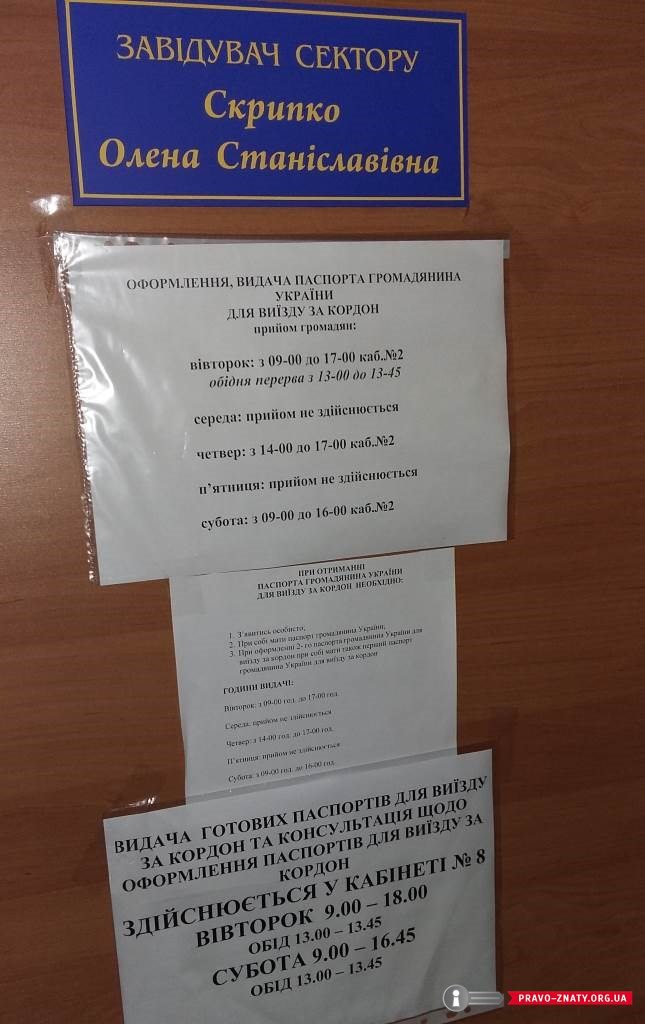 ЗАВІДУВАЧ СЕКТОРУ
Скрипко
Олена Станіславівна
ОФОРМЛЕННЯ, ВИДАЧА ПАСПОРТА ГРОМАДЯНИНА
УКРАЇНИ
ДЛЯ ВИЇЗДУ ЗА КОРДОН
прийом громадян:
вівторок: з 09-00 до 17-00 каб.№2
обідня перерва з 13-00 до 13-45
середа: прийом не здійснюється
четвер: з 14-00 до 17-00 каб.№2
п’ятниця: прийом не здійснюється
субота: з 09-00 до 16-00 каб.№2
ПРИ ОТРИМАННІ
ПАСПОРТА ГРОМАДЯНИНА УКРАЇНИ
ДЛЯ ВИЇЗДУ ЗА КОРДОН НЕОБХІДНО:
1. З’явитись особисто;
2. При собі мати паспорт громадянина України;
3. При оформленні 2- го паспорта громадянина України для
виїзду за кордон при собі мати також перший паспорт
громадянина України для виїзду за кордон
ГОДИНИ ВИДАЧІ:
Вівторок: з 09-00 год. до 17-00 год.
Середа: прийом не здійснюється
Четвер: з 14-00 год. до 17-00 год.
П’ятниця: прийом не здійснюється
Субота: з 09-00 год. до 16-00 год.
ВИДАЧА ГОТОВИХ ПАСПОРТІВ ДЛЯ ВИЇЗДУ
ЗА КОРДОН ТА КОНСУЛЬТАЦІЯ ЩОДО
ОФОРМЛЕННЯ ПАСПОРТІВ ДЛЯ ВИЇЗДУ ЗА
КОРДОН
ЗДІЙСНЮЄТЬСЯ У КАБІНЕТІ № 8
ВІВТОРОК 9.00 – 18.00
ОБІД 13.00 – 13.45
СУБОТА 9.00 – 16.45
ОБІД 13.00 – 13.45
PRAVO-ZNATY.ORG.UA